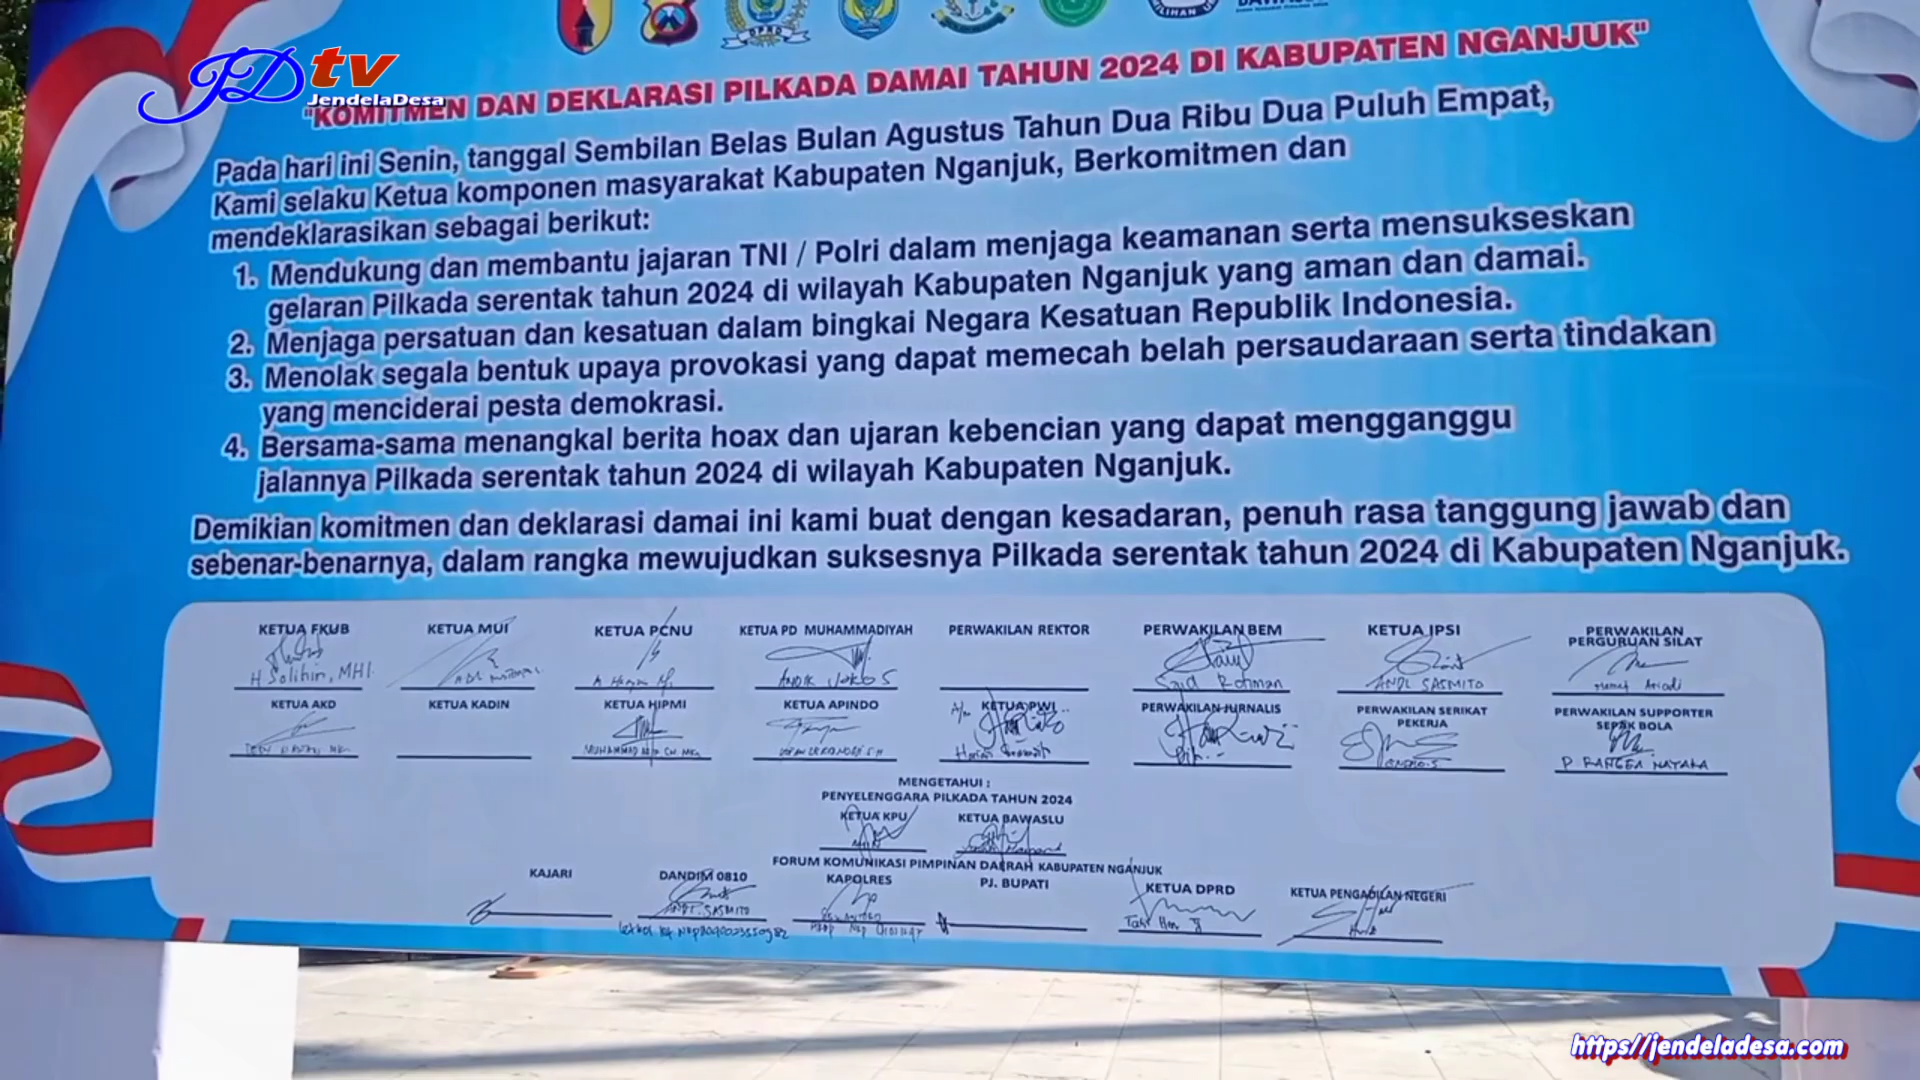 DPRD
JDtv
JendelaDesa
"KOMITMEN DAN DEKLARASI PILKADA DAMAI TAHUN 2024 DI KABUPATEN NGANJUK"
Pada hari ini Senin, tanggal Sembilan Belas Bulan Agustus Tahun Dua Ribu Dua Puluh Empat,
Kami selaku Ketua komponen masyarakat Kabupaten Nganjuk, Berkomitmen dan
mendeklarasikan sebagai berikut:
1. Mendukung dan membantu jajaran TNI / Polri dalam menjaga keamanan serta mensukseskan
gelaran Pilkada serentak tahun 2024 di wilayah Kabupaten Nganjuk yang aman dan damai.
2. Menjaga persatuan dan kesatuan dalam bingkai Negara Kesatuan Republik Indonesia.
3. Menolak segala bentuk upaya provokasi yang dapat memecah belah persaudaraan serta tindakan
yang menciderai pesta demokrasi.
4. Bersama-sama menangkal berita hoax dan ujaran kebencian yang dapat mengganggu
jalannya Pilkada serentak tahun 2024 di wilayah Kabupaten Nganjuk.
Demikian komitmen dan deklarasi damai ini kami buat dengan kesadaran, penuh rasa tanggung jawab dan
sebenar-benarnya, dalam rangka mewujudkan suksesnya Pilkada serentak tahun 2024 di Kabupaten Nganjuk.
KETUA FKUB KETUA MUI KETUA PCNU KETUA PD MUHAMMADIYAH PERWAKILAN REKTOR PERWAKILAN BEM KETUA IPSI PERWAKILAN
PERGURUAN SILAT
H Solihin, MHI. Said Rohman ANDI SASMITO
KETUA AKD KETUA KADIN KETUA HIPMI KETUA APINDO KETUA PWI PERWAKILAN JURNALIS PERWAKILAN SERIKAT
PEKERJA
PERWAKILAN SUPPORTER
SEPAK BOLA
MENGETAHUI :
PENYELENGGARA PILKADA TAHUN 2024
KETUA KPU KETUA BAWASLU
FORUM KOMUNIKASI PIMPINAN DAERAH KABUPATEN NGANJUK
KAJARI DANDIM 0810 KAPOLRES PJ. BUPATI KETUA DPRD KETUA PENGADILAN NEGERI
ANDI SASMITO
https//jendeladesa.com